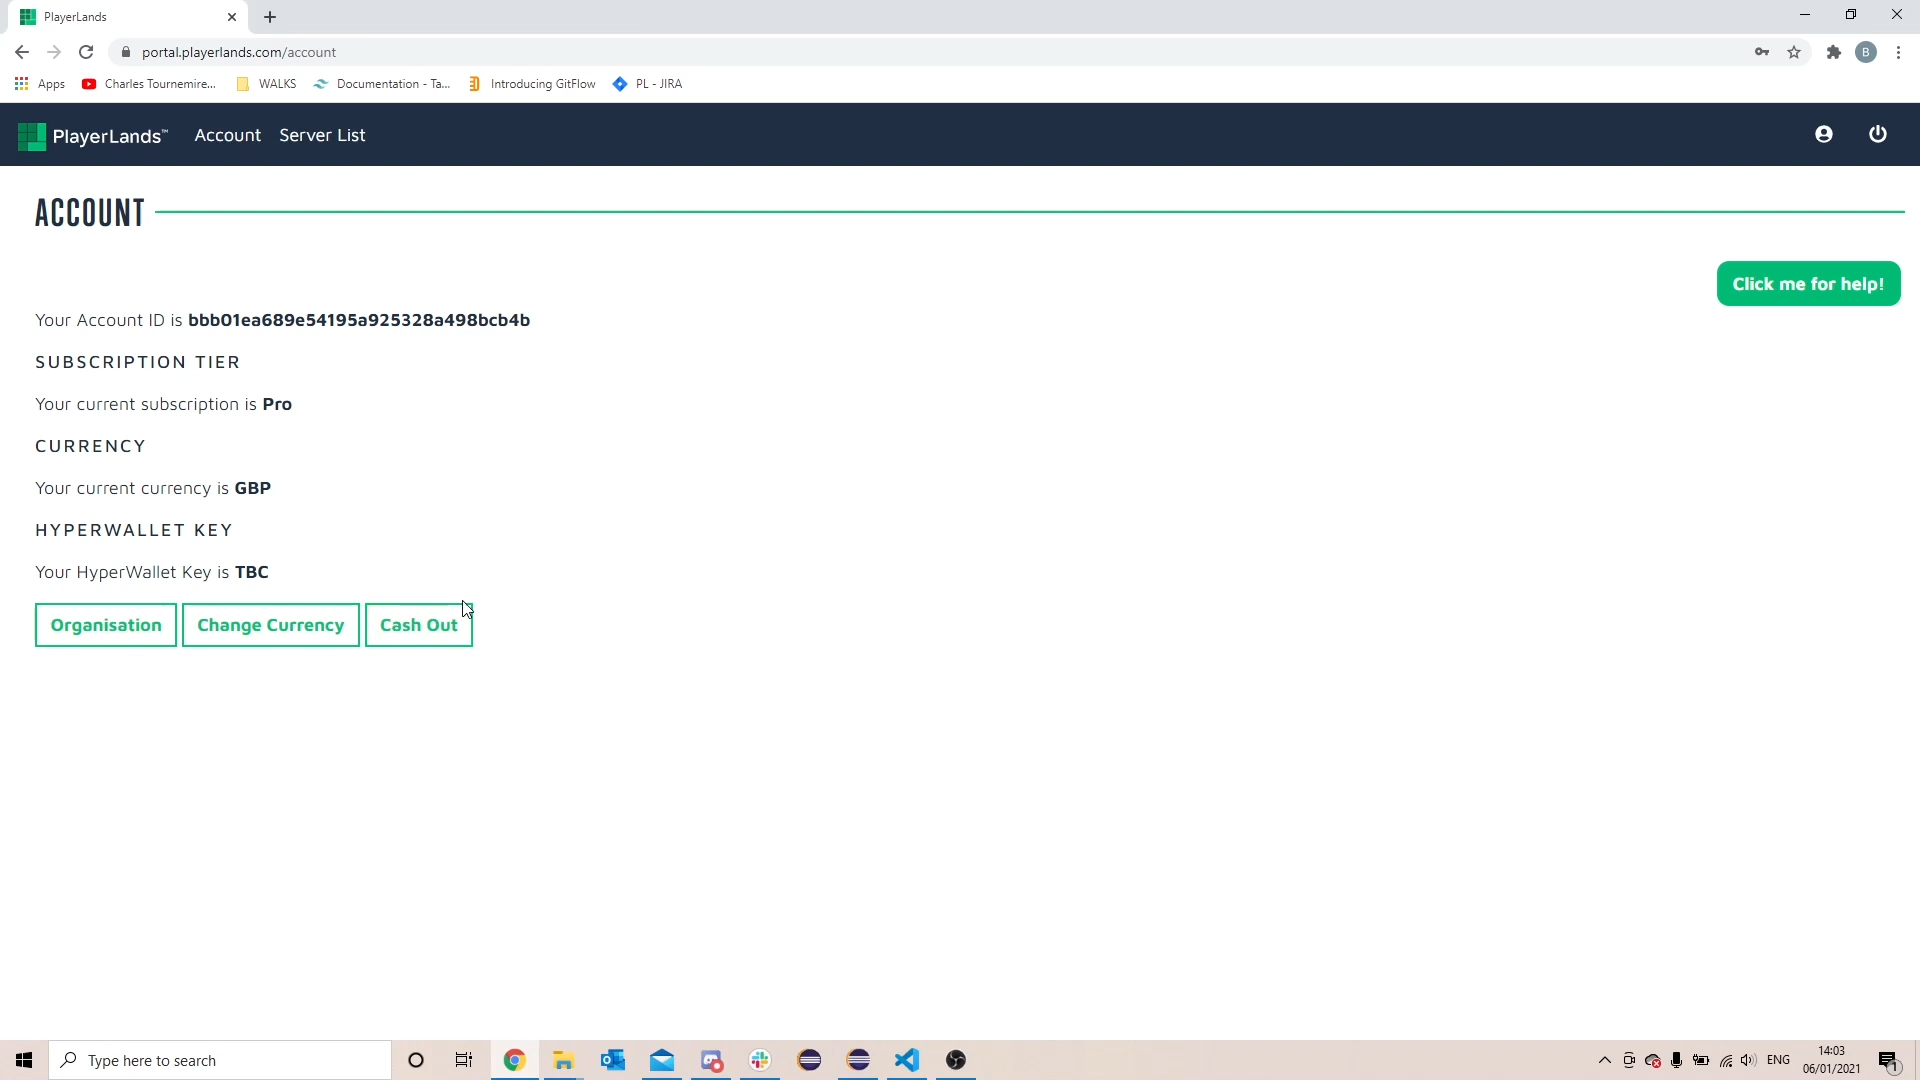 PlayerLands
portal.playerlands.com/account
B
Apps
Charles Tournemire...
WALKS
Documentation - Ta...
Introducing GitFlow
PL - JIRA
PlayerLands™
Account
Server List
ACCOUNT
Click me for help!
Your Account ID is bbb01ea689e54195a925328a498bcb4b
SUBSCRIPTION TIER
Your current subscription is Pro
CURRENCY
Your current currency is GBP
HYPERWALLET KEY
Your HyperWallet Key is TBC
Organisation
Change Currency
Cash Out
Type here to search
ENG
14:03
06/01/2021
1